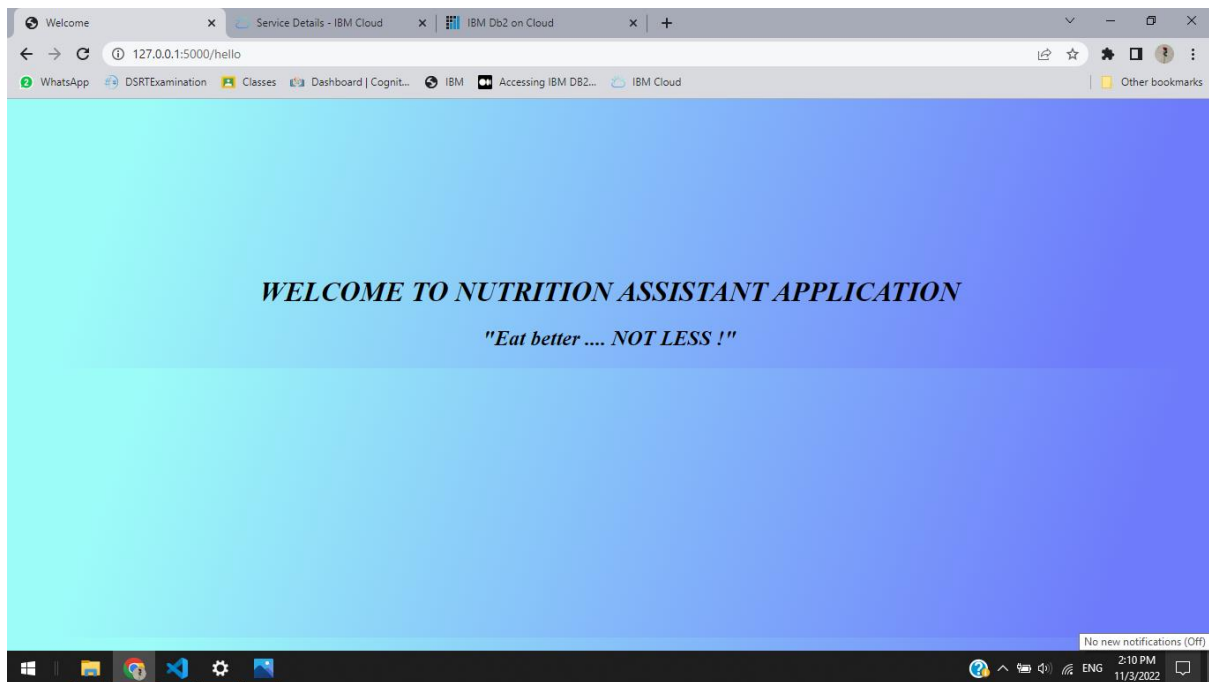 Welcome
Service Details - IBM Cloud
IBM Db2 on Cloud
127.0.0.1:5000/hello
WhatsApp
DSRTExamination
Classes
Dashboard | Cognit...
IBM
Accessing IBM DB2...
IBM Cloud
Other bookmarks
WELCOME TO NUTRITION ASSISTANT APPLICATION
"Eat better .... NOT LESS !"
No new notifications (Off)
ENG
2:10 PM
11/3/2022